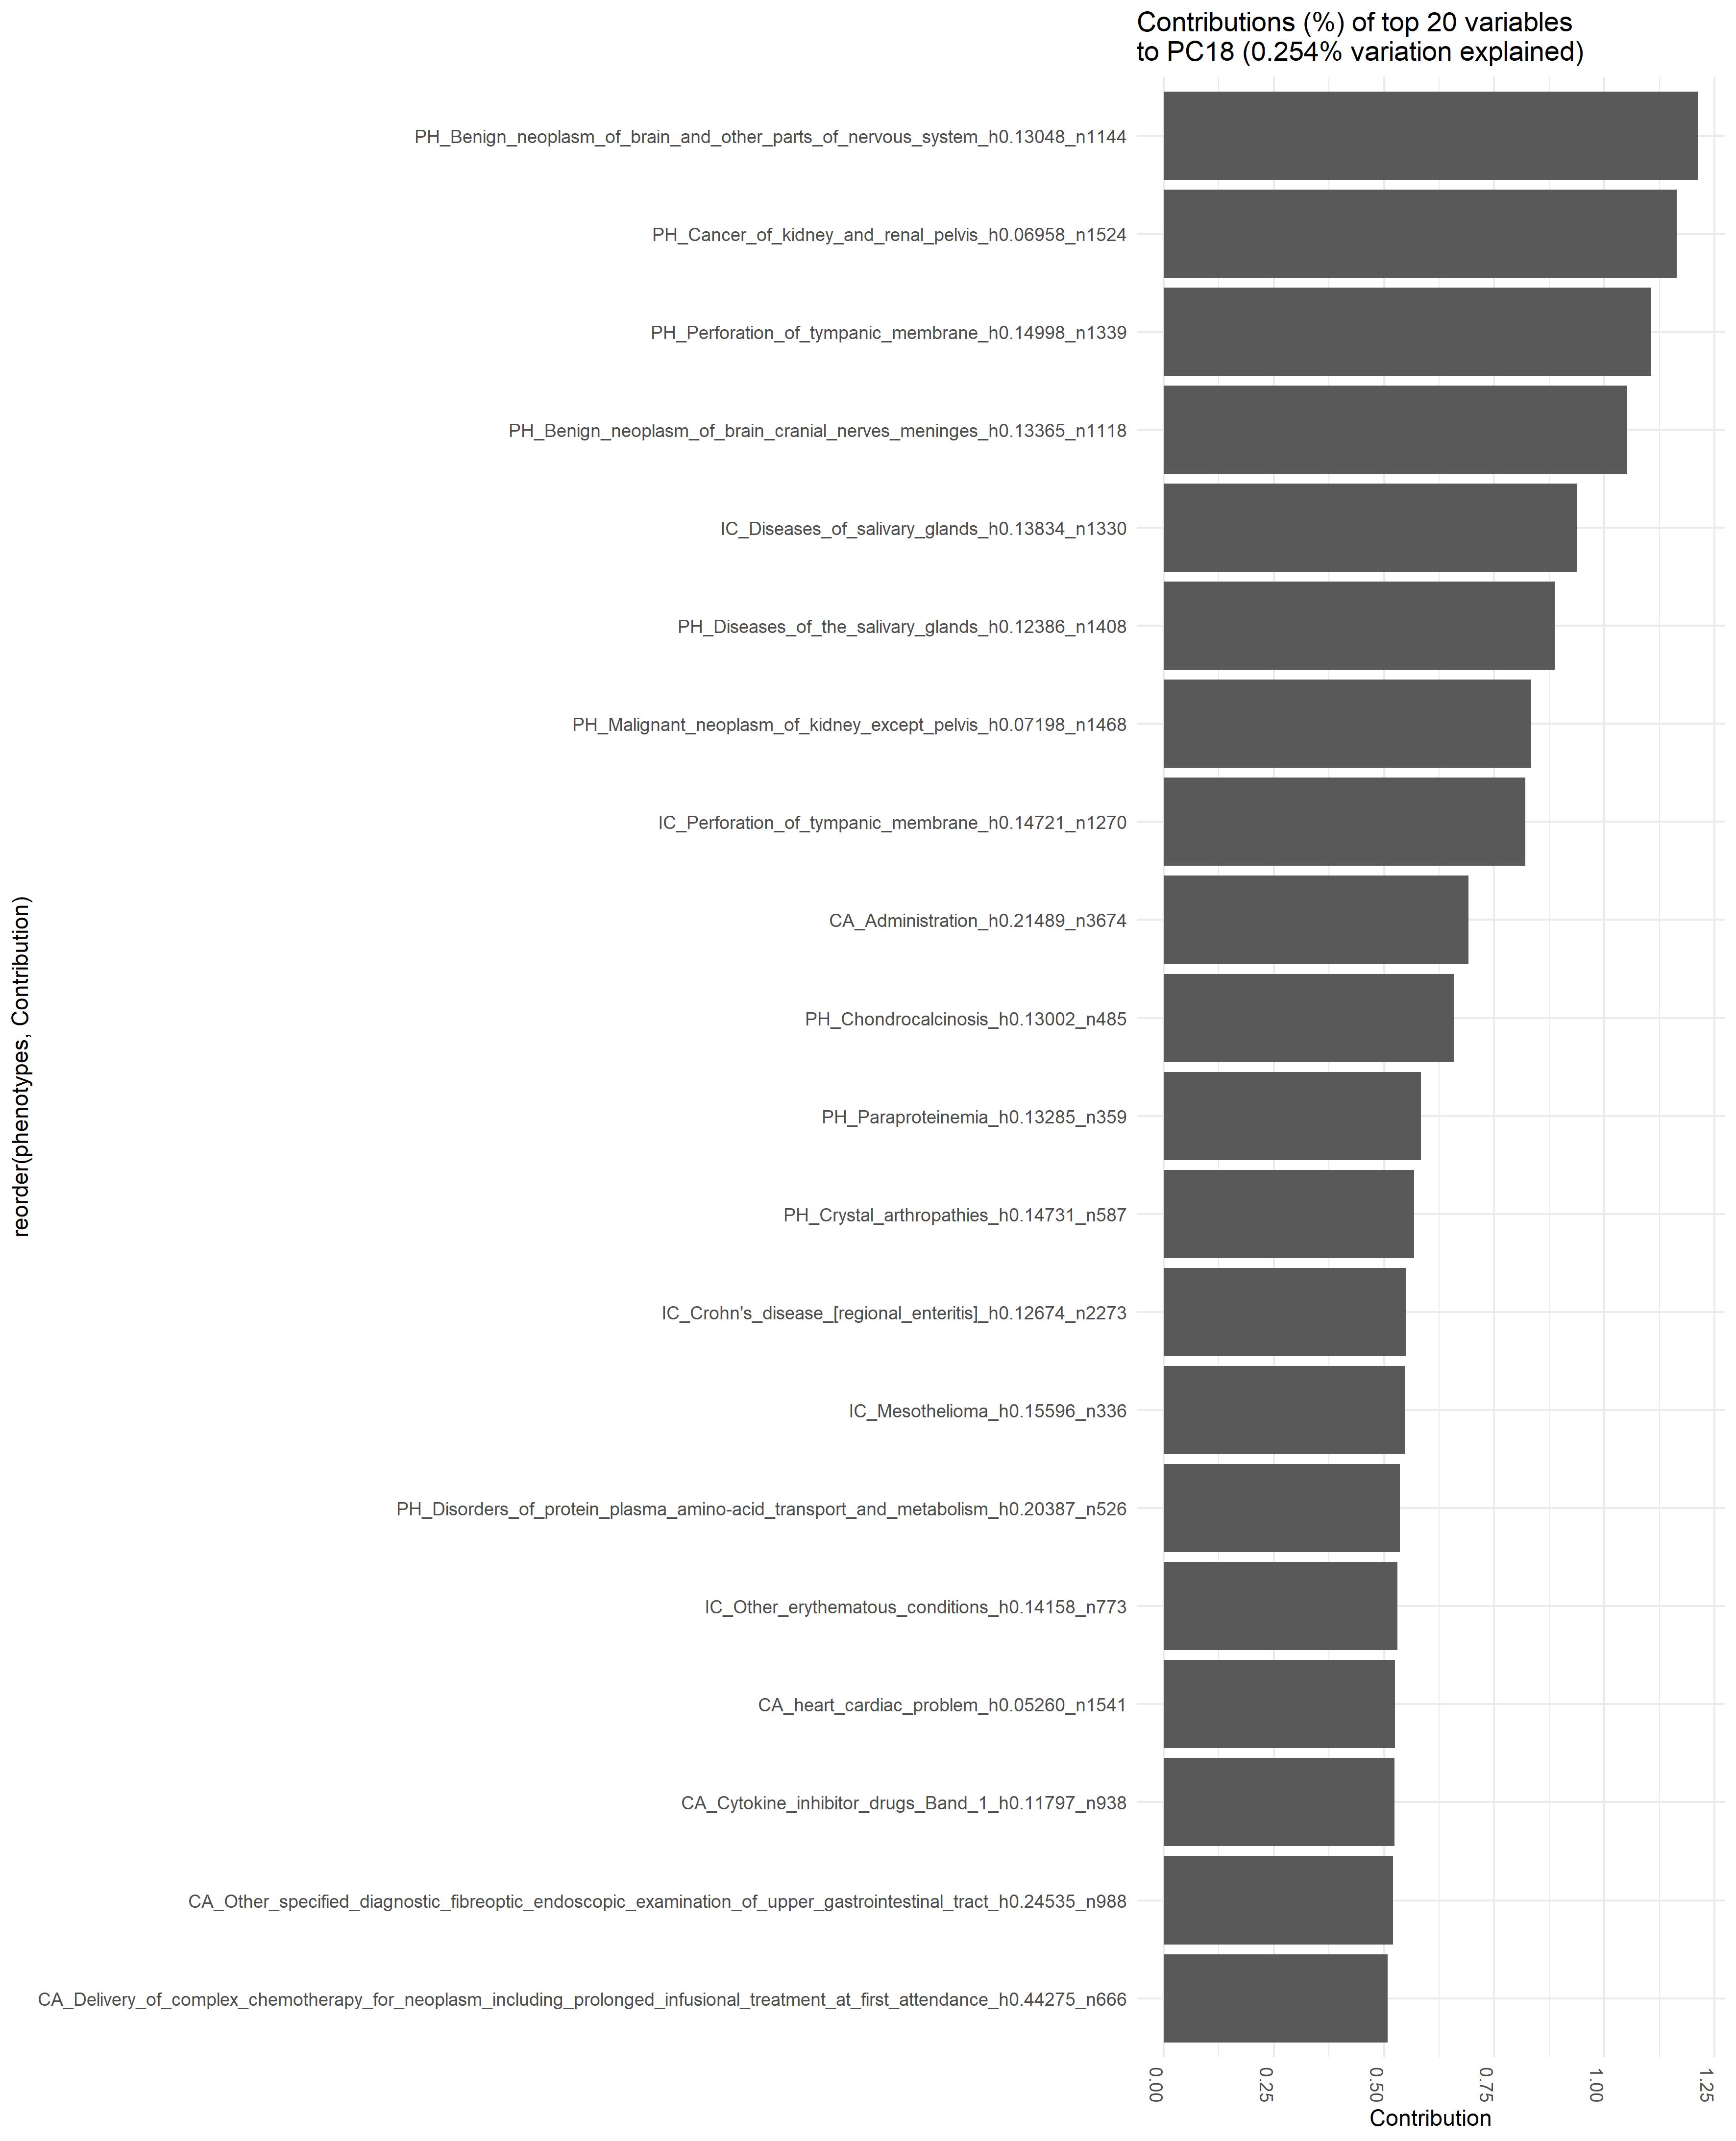 Contributions (%) of top 20 variables
to PC18 (0.254% variation explained)
PH_Benign_neoplasm_of_brain_and_other_parts_of_nervous_system_h0.13048_n1144
PH_Cancer_of_kidney_and_renal_pelvis_h0.06958_n1524
PH_Perforation_of_tympanic_membrane_h0.14998_n1339
PH_Benign_neoplasm_of_brain_cranial_nerves_meninges_h0.13365_n1118
IC_Diseases_of_salivary_glands_h0.13834_n1330
PH_Diseases_of_the_salivary_glands_h0.12386_n1408
PH_Malignant_neoplasm_of_kidney_except_pelvis_h0.07198_n1468
IC_Perforation_of_tympanic_membrane_h0.14721_n1270
CA_Administration_h0.21489_n3674
PH_Chondrocalcinosis_h0.13002_n485
PH_Paraproteinemia_h0.13285_n359
PH_Crystal_arthropathies_h0.14731_n587
IC_Crohn's_disease_[regional_enteritis]_h0.12674_n2273
IC_Mesothelioma_h0.15596_n336
PH_Disorders_of_protein_plasma_amino-acid_transport_and_metabolism_h0.20387_n526
IC_Other_erythematous_conditions_h0.14158_n773
CA_heart_cardiac_problem_h0.05260_n1541
CA_Cytokine_inhibitor_drugs_Band_1_h0.11797_n938
CA_Other_specified_diagnostic_fibreoptic_endoscopic_examination_of_upper_gastrointestinal_tract_h0.24535_n988
CA_Delivery_of_complex_chemotherapy_for_neoplasm_including_prolonged_infusional_treatment_at_first_attendance_h0.44275_n666
reorder(phenotypes, Contribution)
0.00
0.25
0.50
0.75
1.00
1.25
Contribution